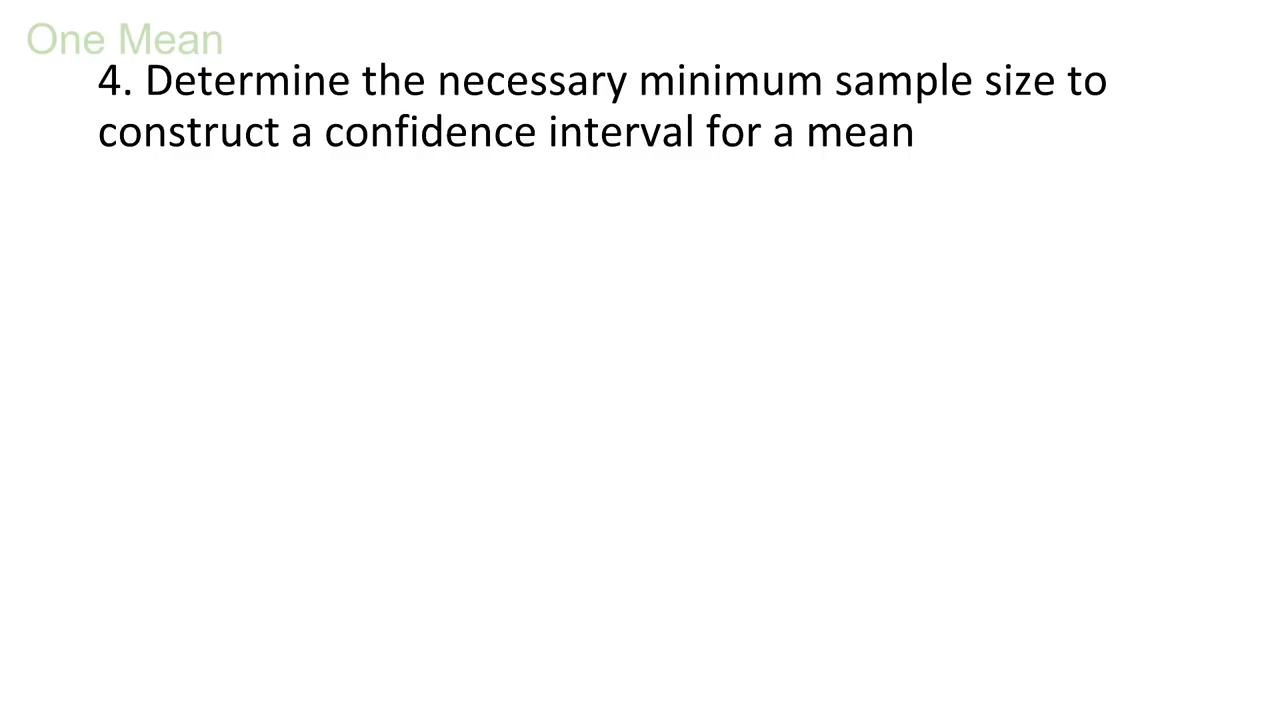 One Mean
4. Determine the necessary minimum sample size to
construct a confidence interval for a mean